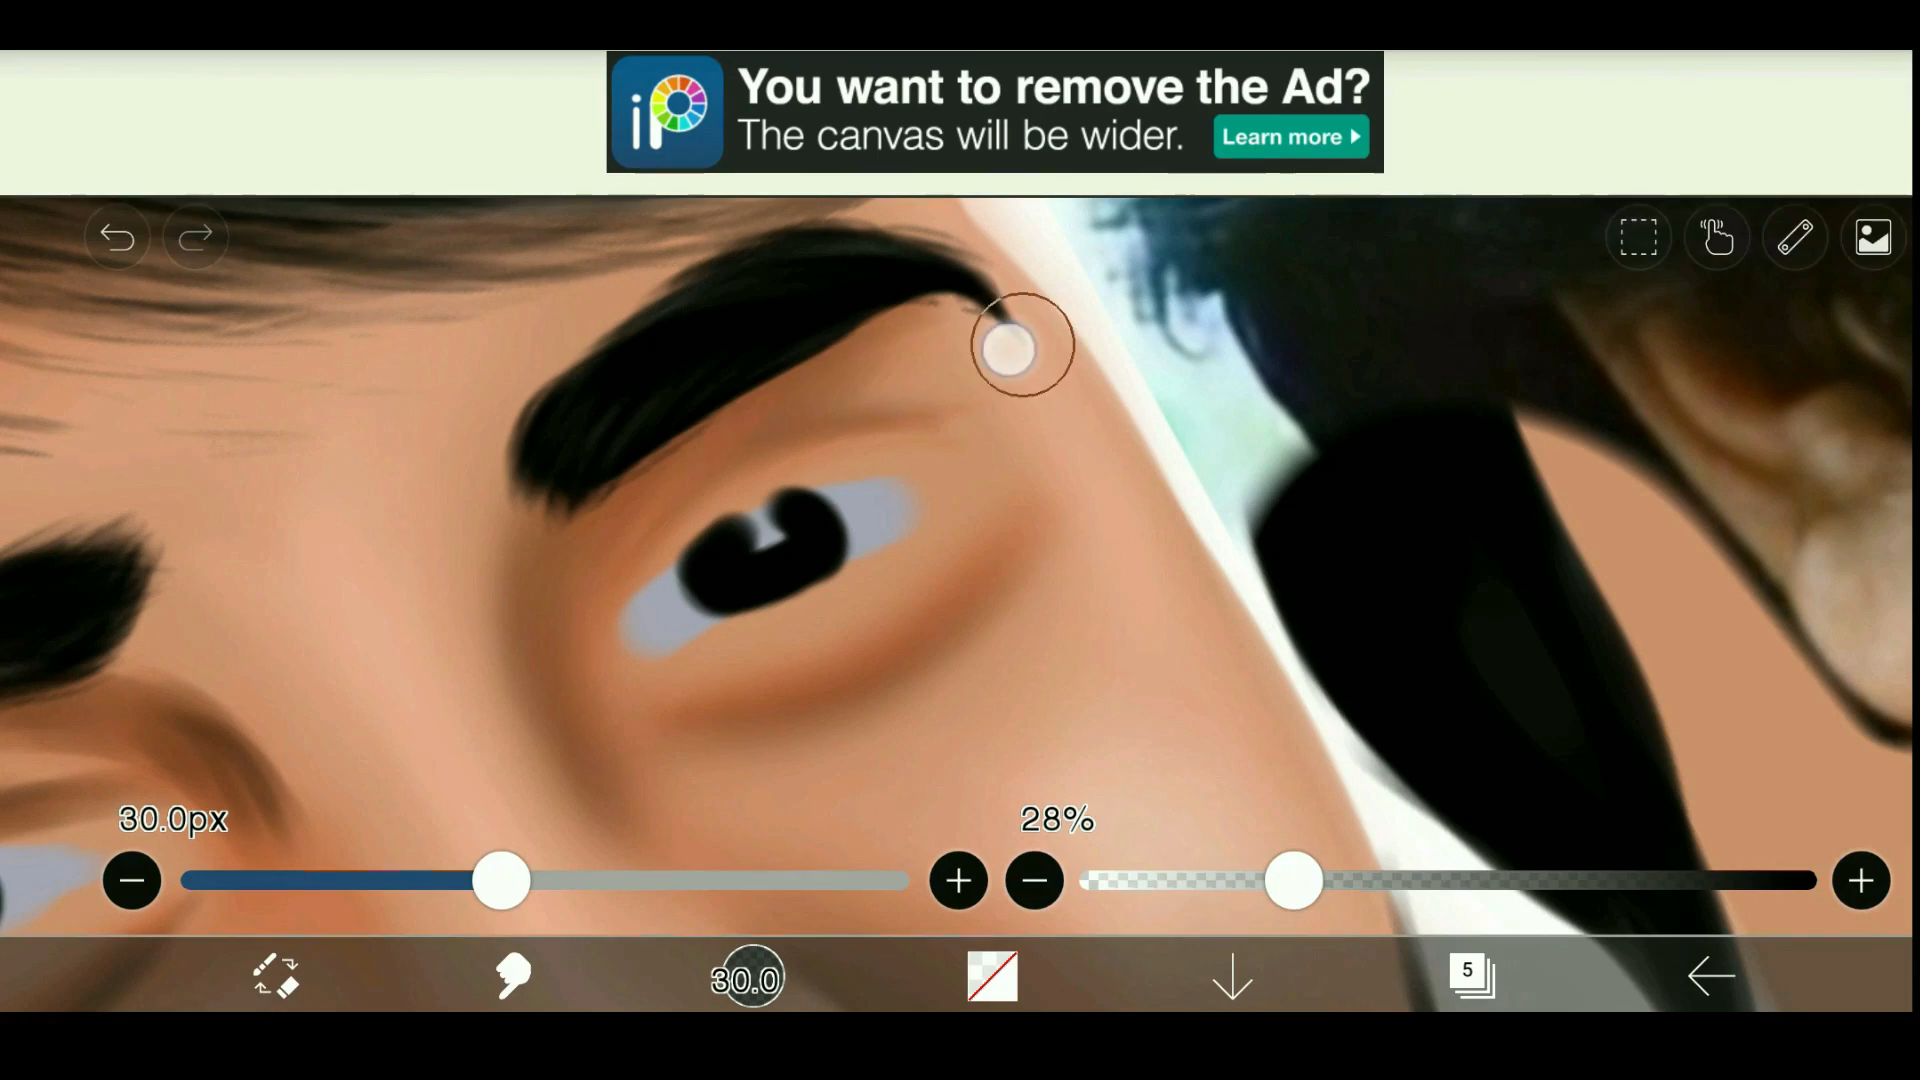 iP
You want to remove the Ad?
The canvas will be wider.
Learn more
30.0px
28%
30.0
5